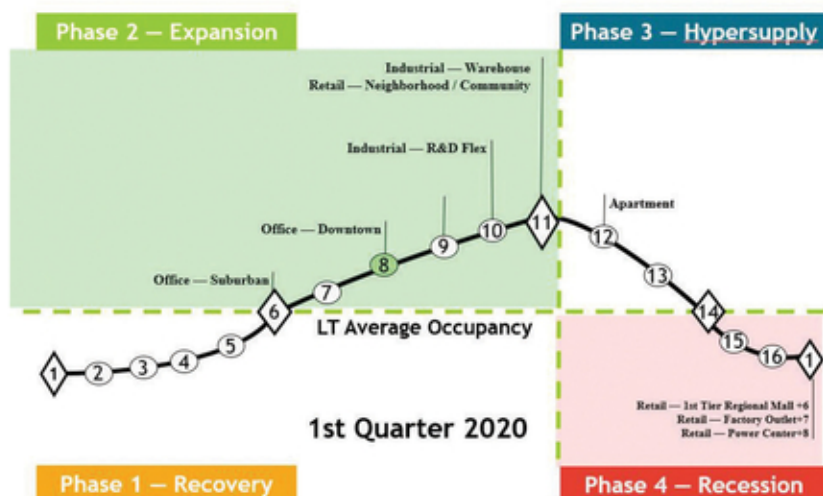 Phase 2 — Expansion
Phase 3 — Hypersupply
Industrial — Warehouse
Retail — Neighborhood / Community
Industrial — R&D Flex
Apartment
Office — Downtown
Office — Suburban
1
2
3
4
5
6
7
8
9
10
11
12
13
14
15
16
1
LT Average Occupancy
Retail — 1st Tier Regional Mall +6
Retail — Factory Outlet+7
Retail — Power Center+8
1st Quarter 2020
Phase 1 — Recovery
Phase 4 — Recession